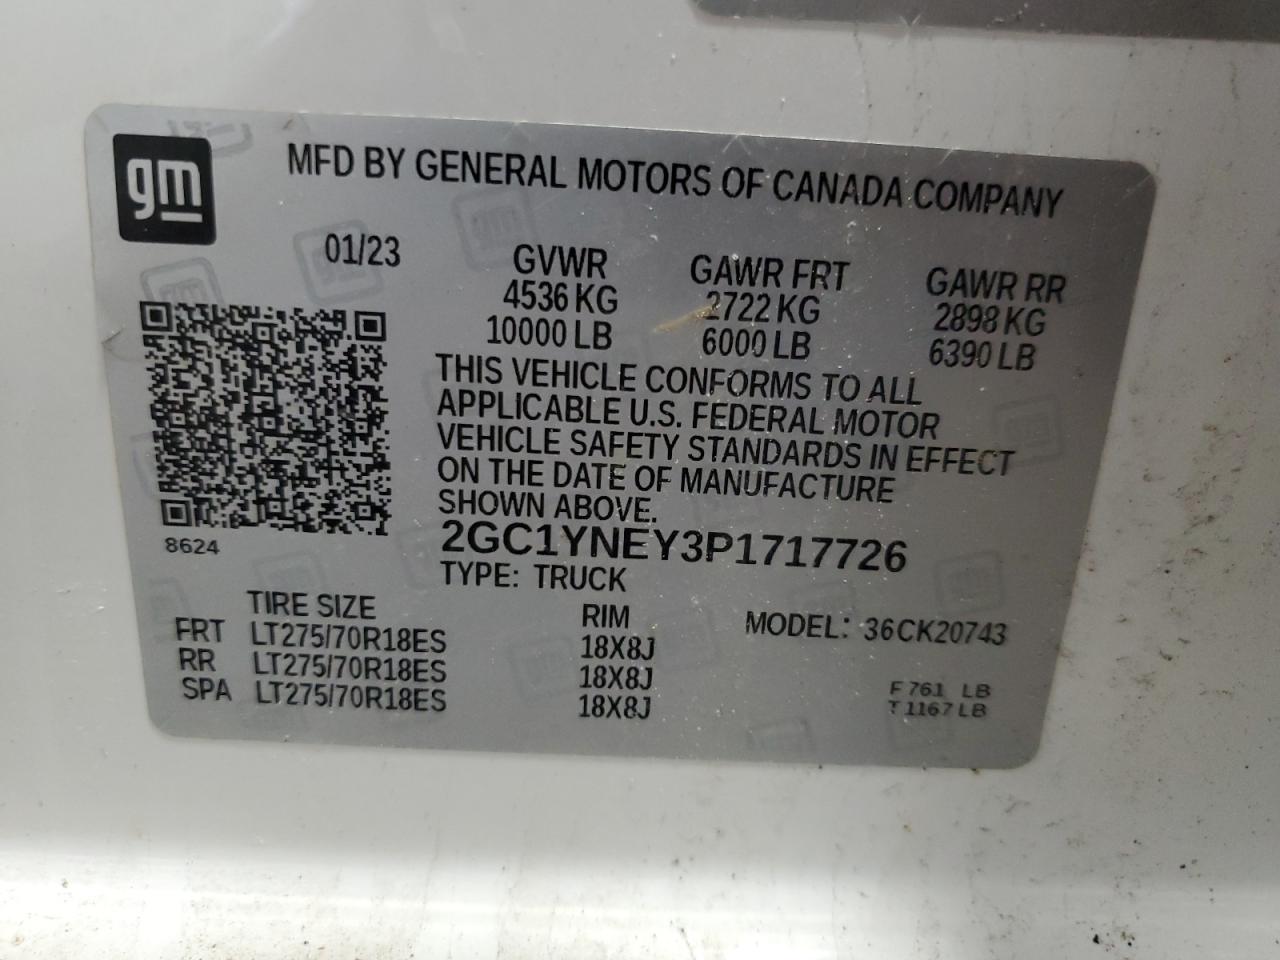 gm
MFD BY GENERAL MOTORS OF CANADA COMPANY
01/23
GVWR GAWR FRT GAWR RR
4536 KG 2722 KG 2898 KG
10000 LB 6000 LB 6390 LB
THIS VEHICLE CONFORMS TO ALL
APPLICABLE U.S. FEDERAL MOTOR
VEHICLE SAFETY STANDARDS IN EFFECT
ON THE DATE OF MANUFACTURE
SHOWN ABOVE.
8624
2GC1YNEY3P1717726
TYPE: TRUCK
TIRE SIZE RIM MODEL: 36CK20743
FRT LT275/70R18ES 18X8J
RR LT275/70R18ES 18X8J
SPA LT275/70R18ES 18X8J
F 761 LB
T 1167 LB